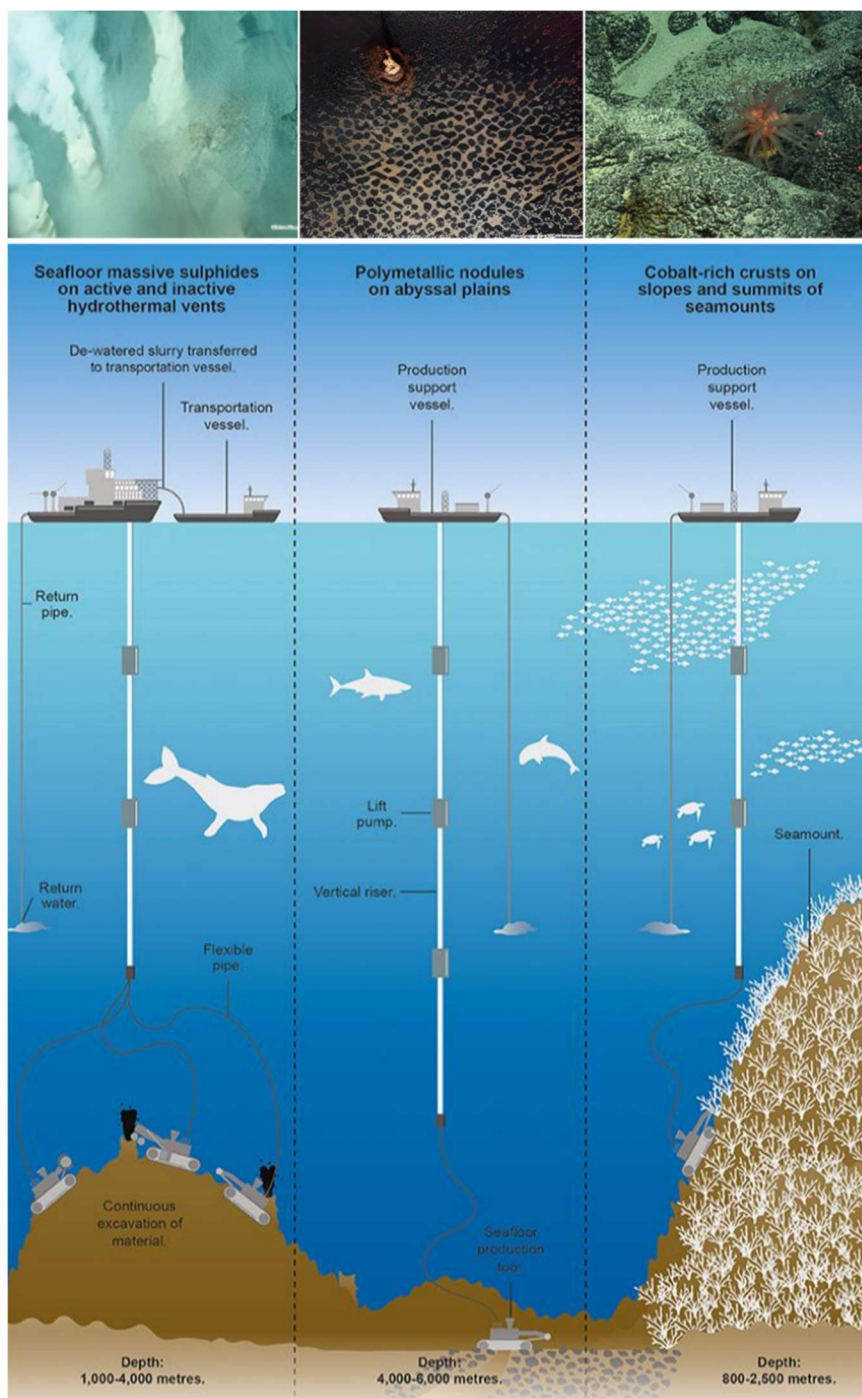 Seafloor massive sulphides
on active and inactive
hydrothermal vents
De-watered slurry transferred
to transportation vessel.
Transportation
vessel.
Return
pipe.
Return
water.
Flexible
pipe.
Continuous
excavation of
material.
Depth:
1,000-4,000 metres.
Polymetallic nodules
on abyssal plains
Production
support
vessel.
Lift
pump.
Vertical riser.
Seafloor
production
tool.
Depth:
4,000-6,000 metres.
Cobalt-rich crusts on
slopes and summits of
seamounts
Production
support
vessel.
Seamount.
Depth:
800-2,500 metres.